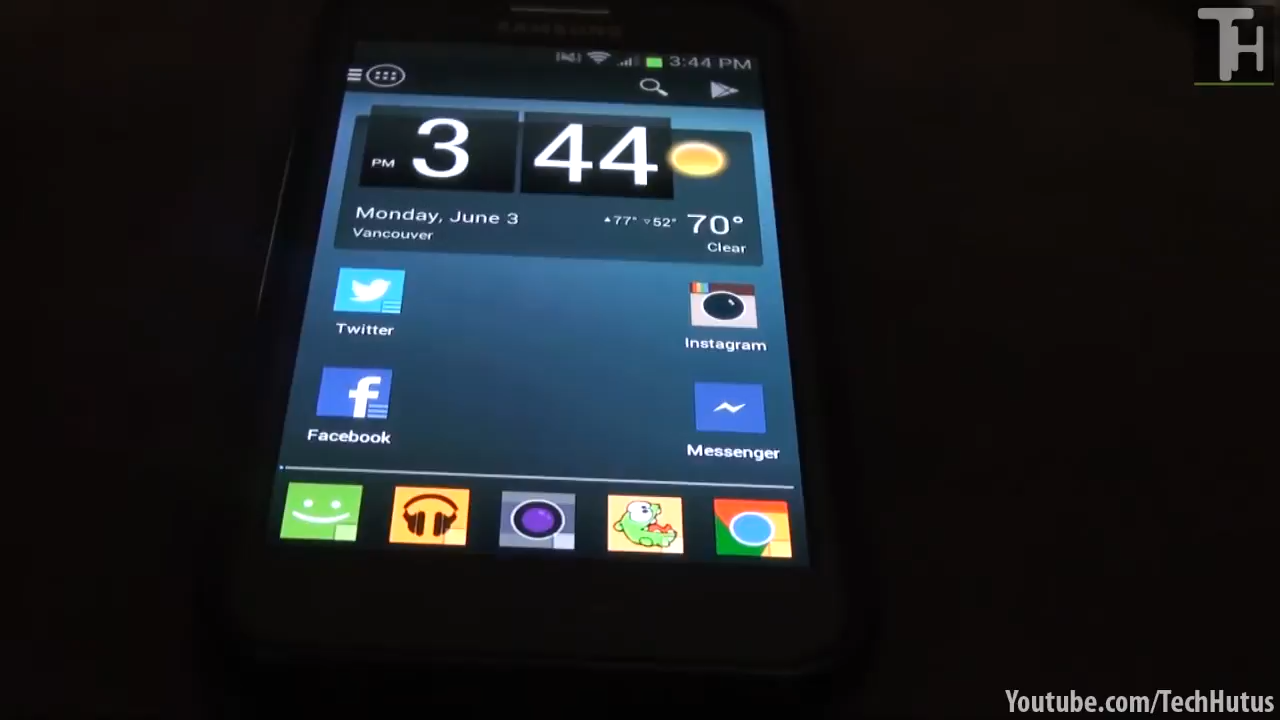 SAMSUNG
3:44 PM
TH
PM 3 44
Monday, June 3
77° 52° 70°
Vancouver
Clear
Twitter
Instagram
f
Facebook
Messenger
Youtube.com/TechHutus